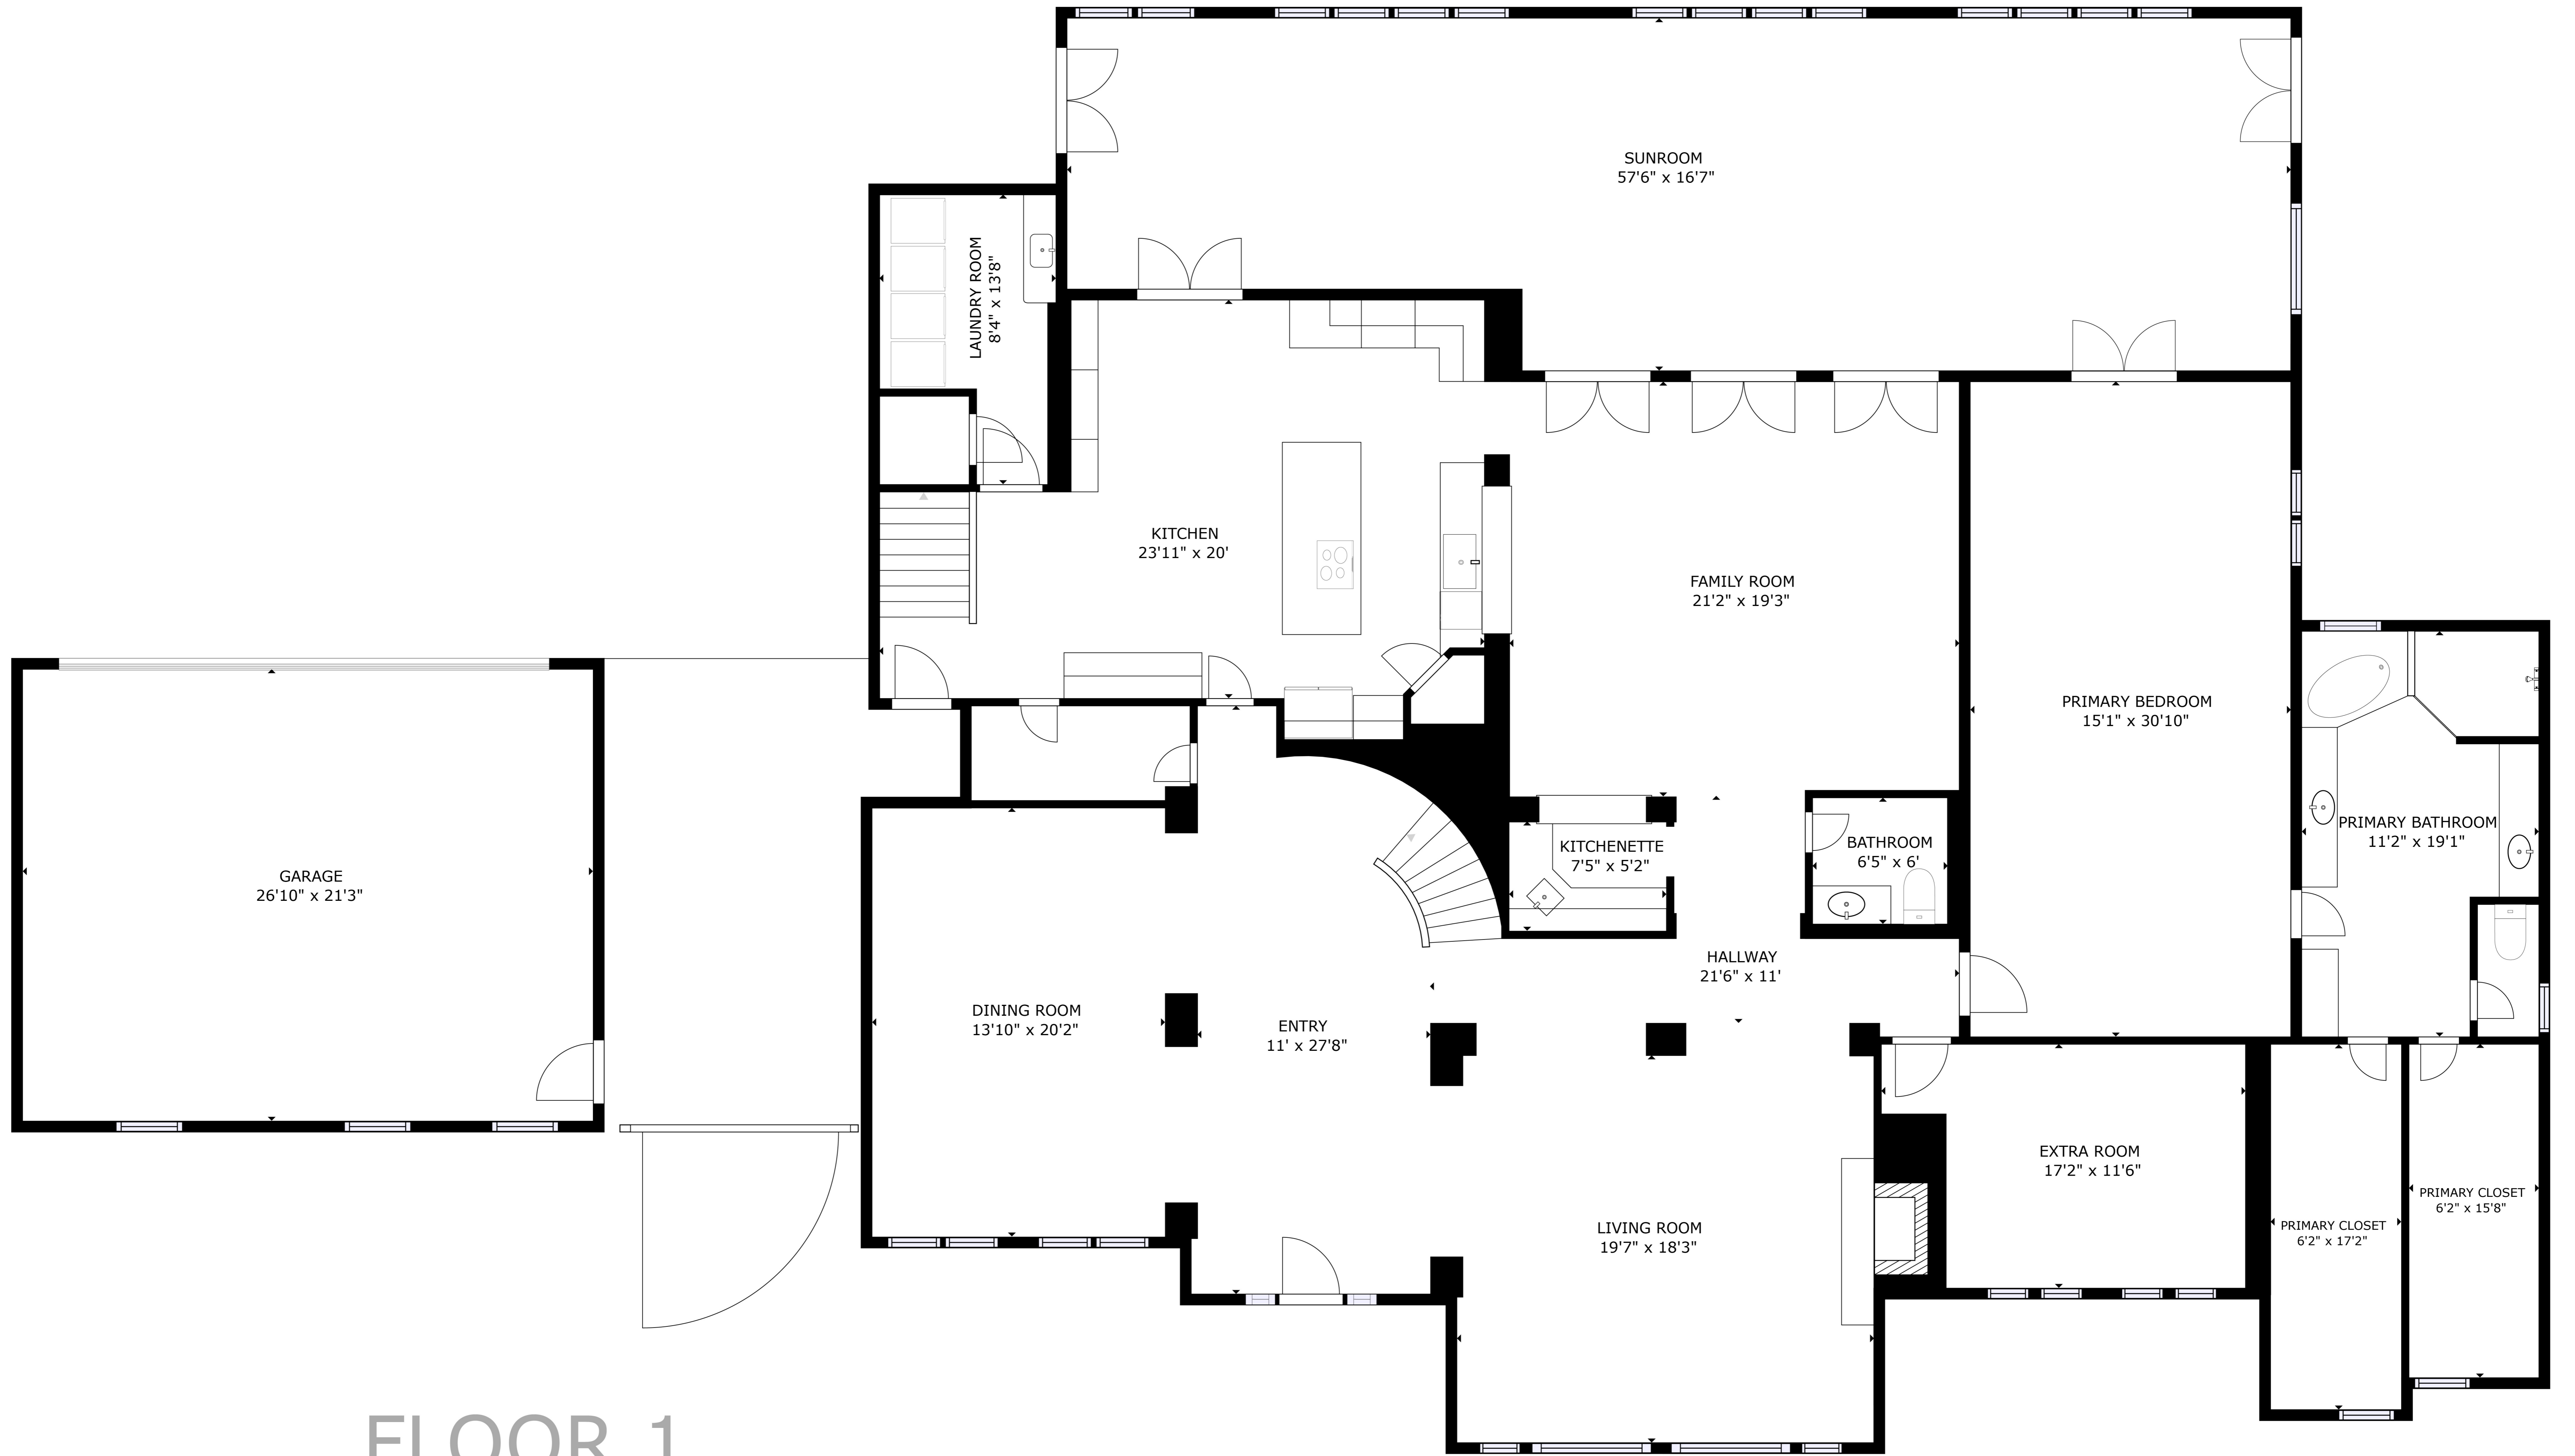 SUNROOM
57'6" x 16'7"
LAUNDRY ROOM
8'4" x 13'8"
KITCHEN
23'11" x 20'
FAMILY ROOM
21'2" x 19'3"
PRIMARY BEDROOM
15'1" x 30'10"
PRIMARY BATHROOM
11'2" x 19'1"
KITCHENETTE
7'5" x 5'2"
BATHROOM
6'5" x 6'
GARAGE
26'10" x 21'3"
HALLWAY
21'6" x 11'
DINING ROOM
13'10" x 20'2"
ENTRY
11' x 27'8"
EXTRA ROOM
17'2" x 11'6"
PRIMARY CLOSET
6'2" x 15'8"
LIVING ROOM
19'7" x 18'3"
PRIMARY CLOSET
6'2" x 17'2"
FLOOR 1